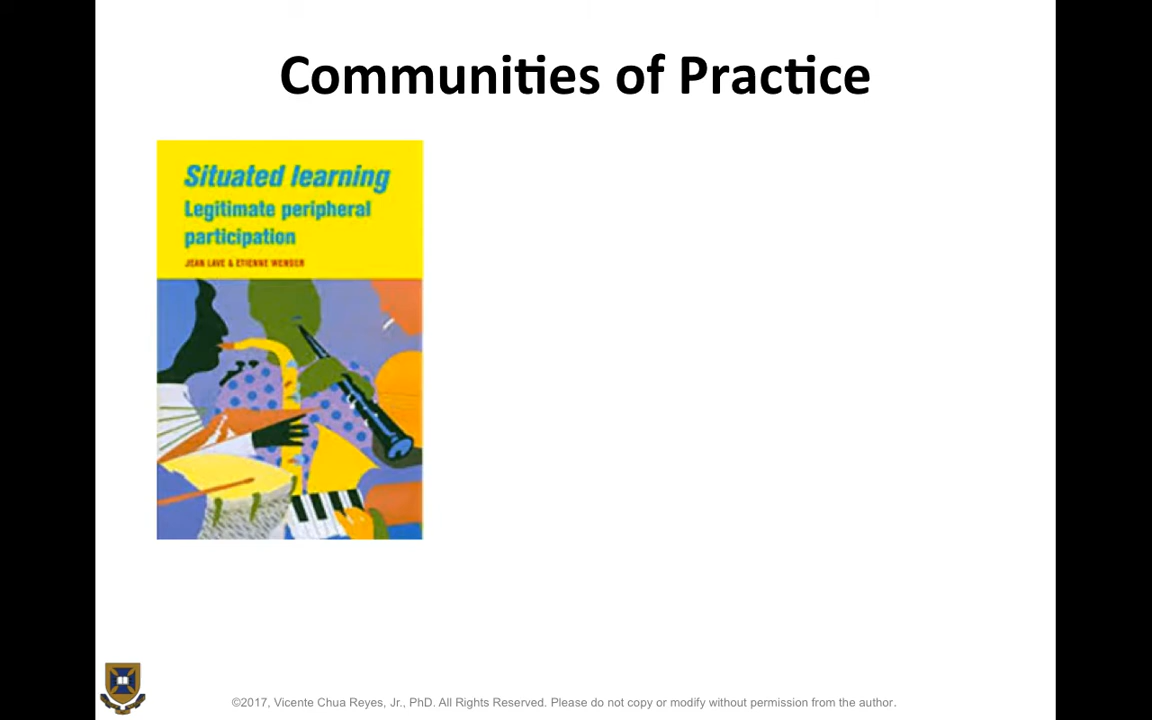 Communities of Practice
Situated learning
Legitimate peripheral
participation
JEAN LAVE & ETIENNE WENGER
©2017, Vicente Chua Reyes, Jr., PhD. All Rights Reserved. Please do not copy or modify without permission from the author.